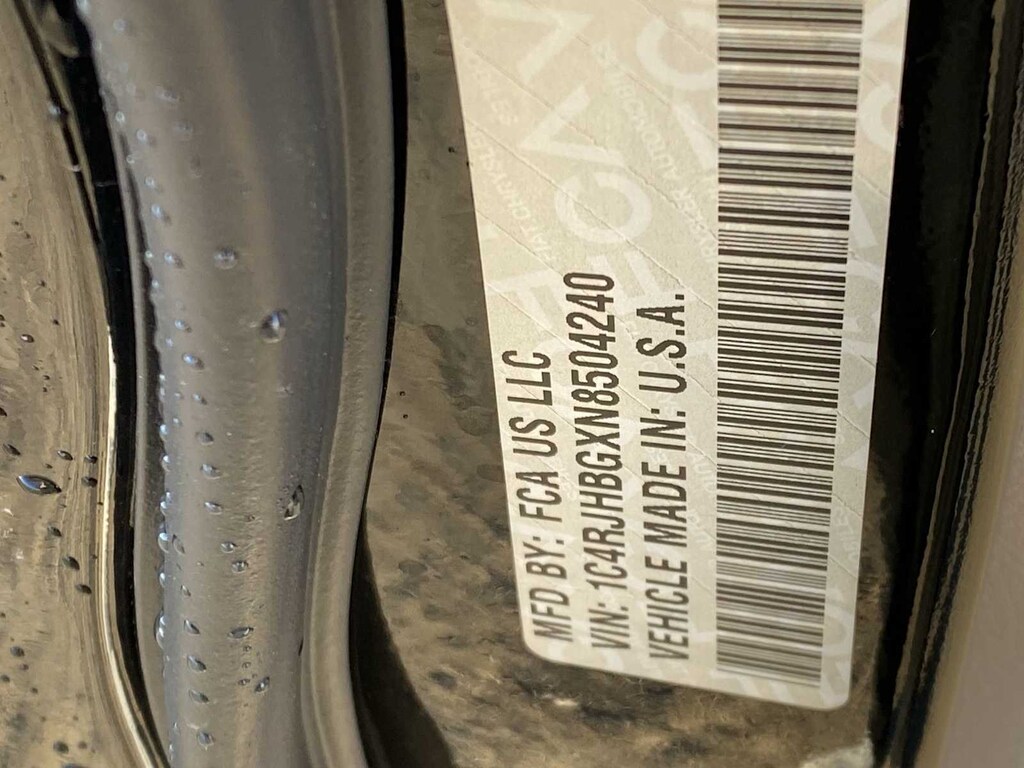 MFD BY: FCA US LLC
VIN: 1C4RJHBGXN8504240
VEHICLE MADE IN: U.S.A.